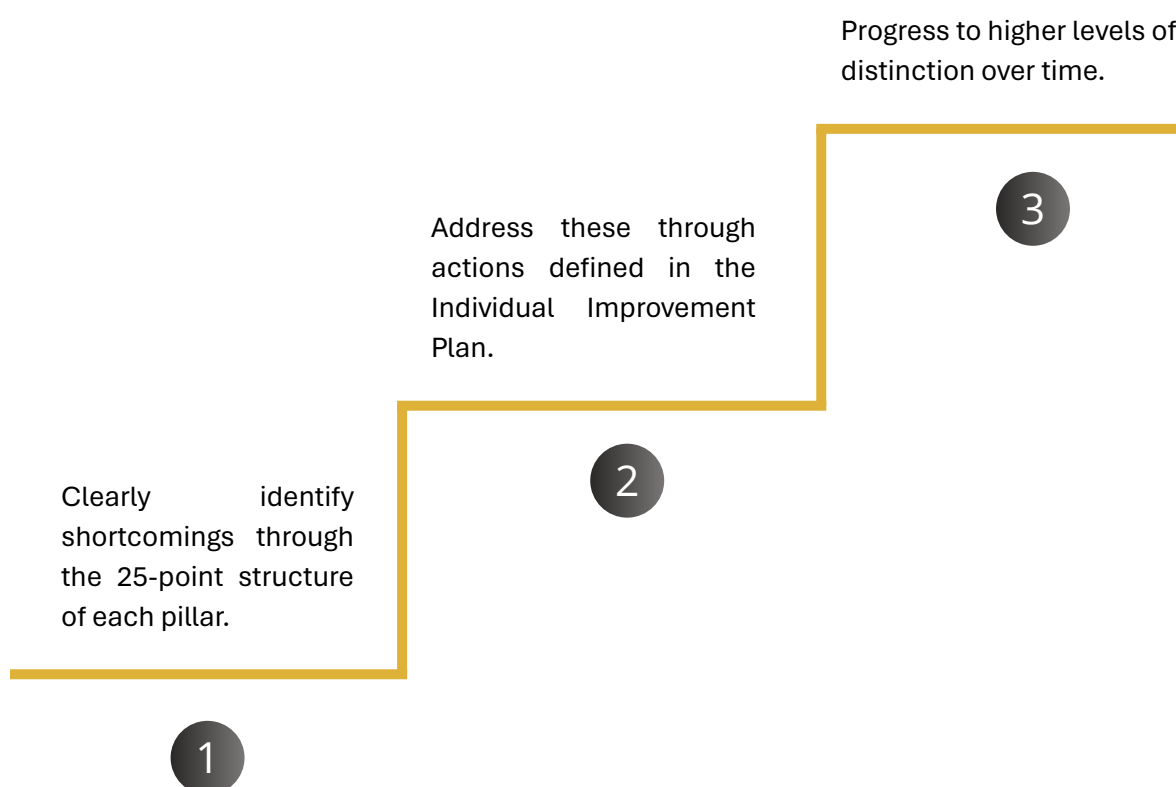 Progress to higher levels of
distinction over time.
3
Address these through
actions defined in the
Individual Improvement
Plan.
2
Clearly identify
shortcomings through
the 25-point structure
of each pillar.
1